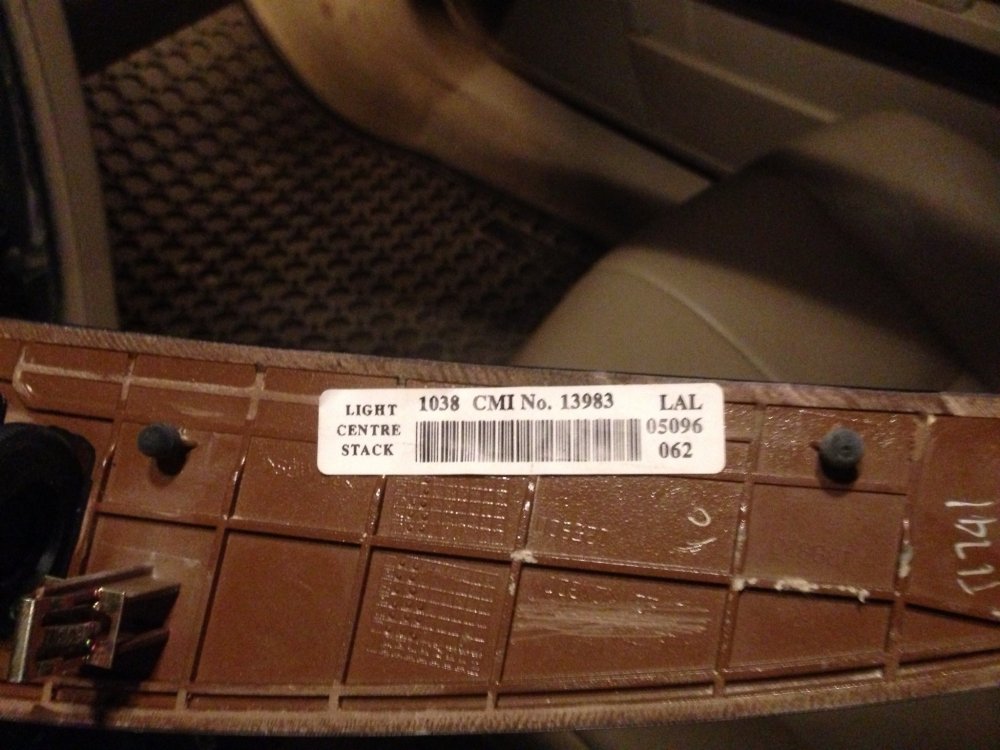 LIGHT 1038 CMI No. 13983 LAL
CENTRE 05096
STACK 062